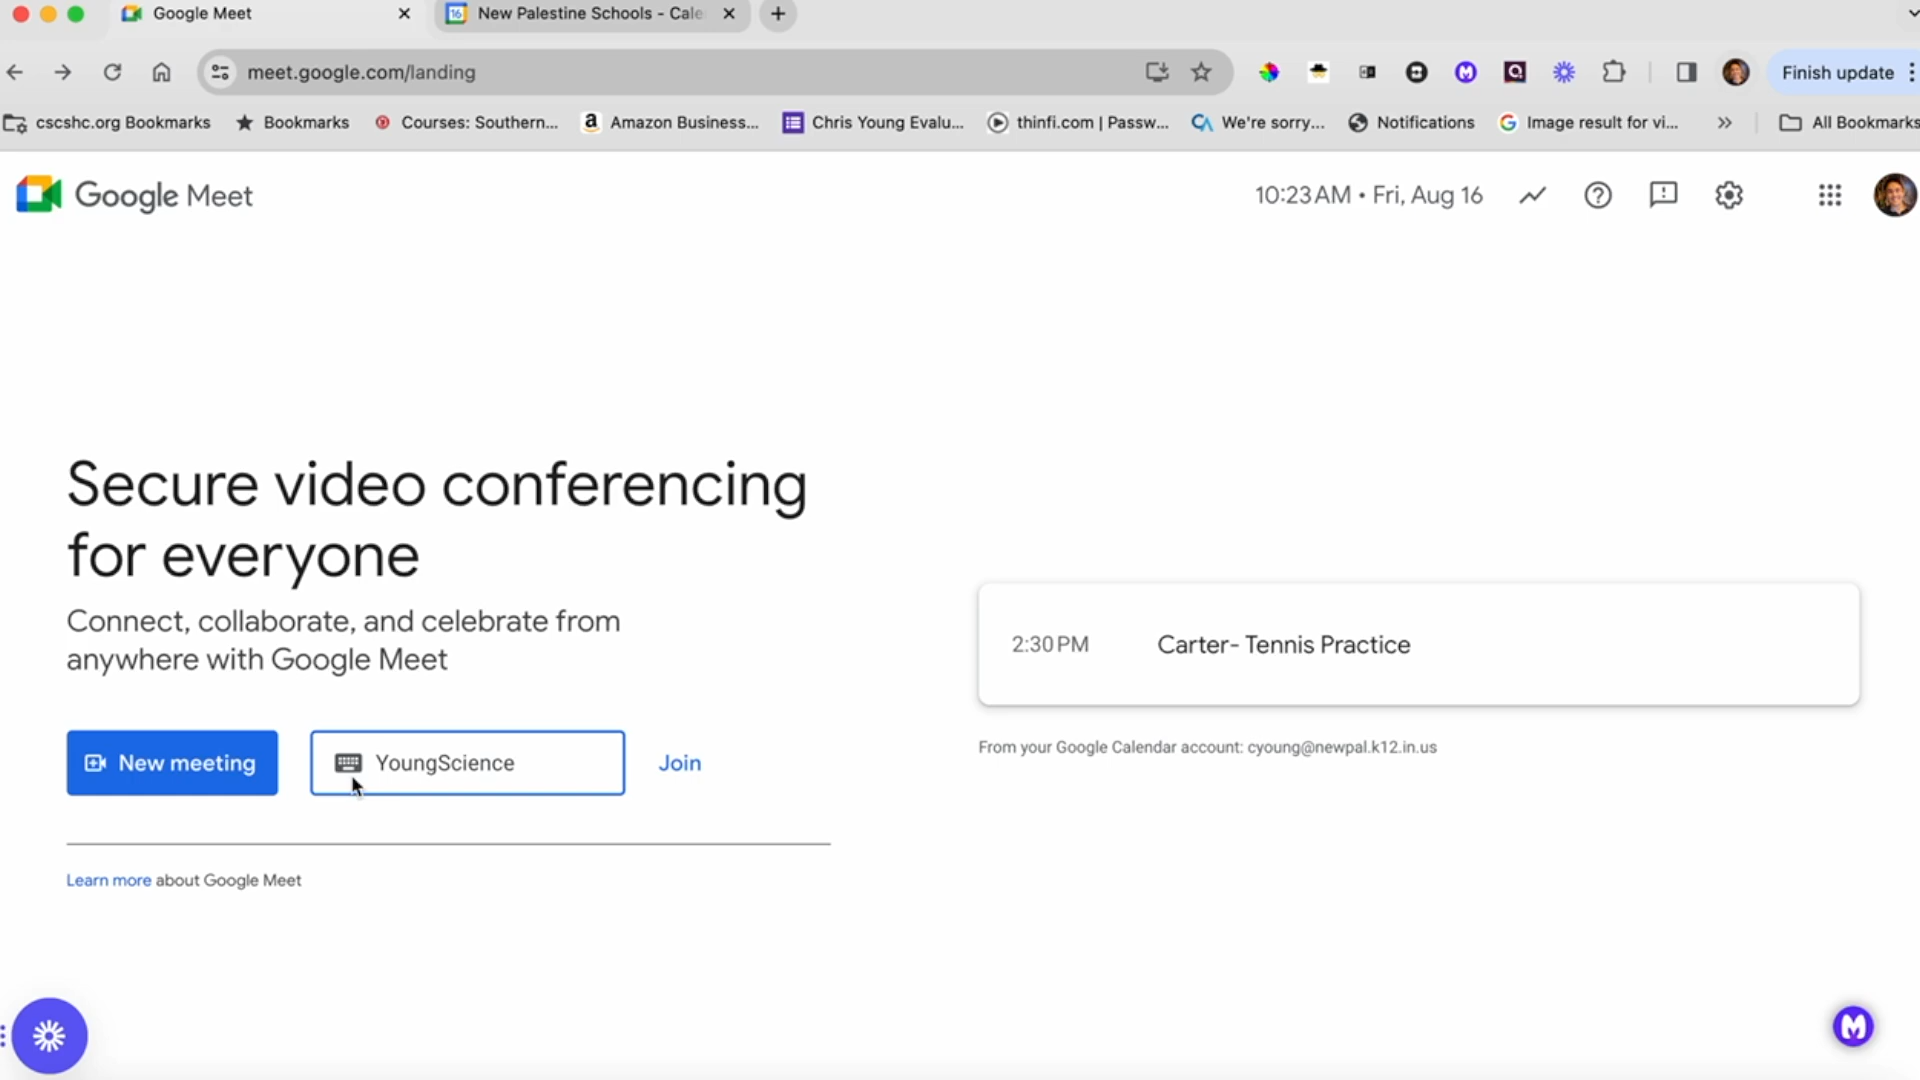 Google Meet
New Palestine Schools - Cale
meet.google.com/landing
Finish update
cscshc.org Bookmarks
Bookmarks
Courses: Southern...
Amazon Business...
Chris Young Evalu...
thinfi.com | Passw...
We're sorry...
Notifications
Image result for vi...
All Bookmarks
Google Meet
10:23 AM • Fri, Aug 16
Secure video conferencing
for everyone
Connect, collaborate, and celebrate from
anywhere with Google Meet
2:30 PM
Carter- Tennis Practice
From your Google Calendar account: cyoung@newpal.k12.in.us
New meeting
YoungScience
Join
Learn more about Google Meet